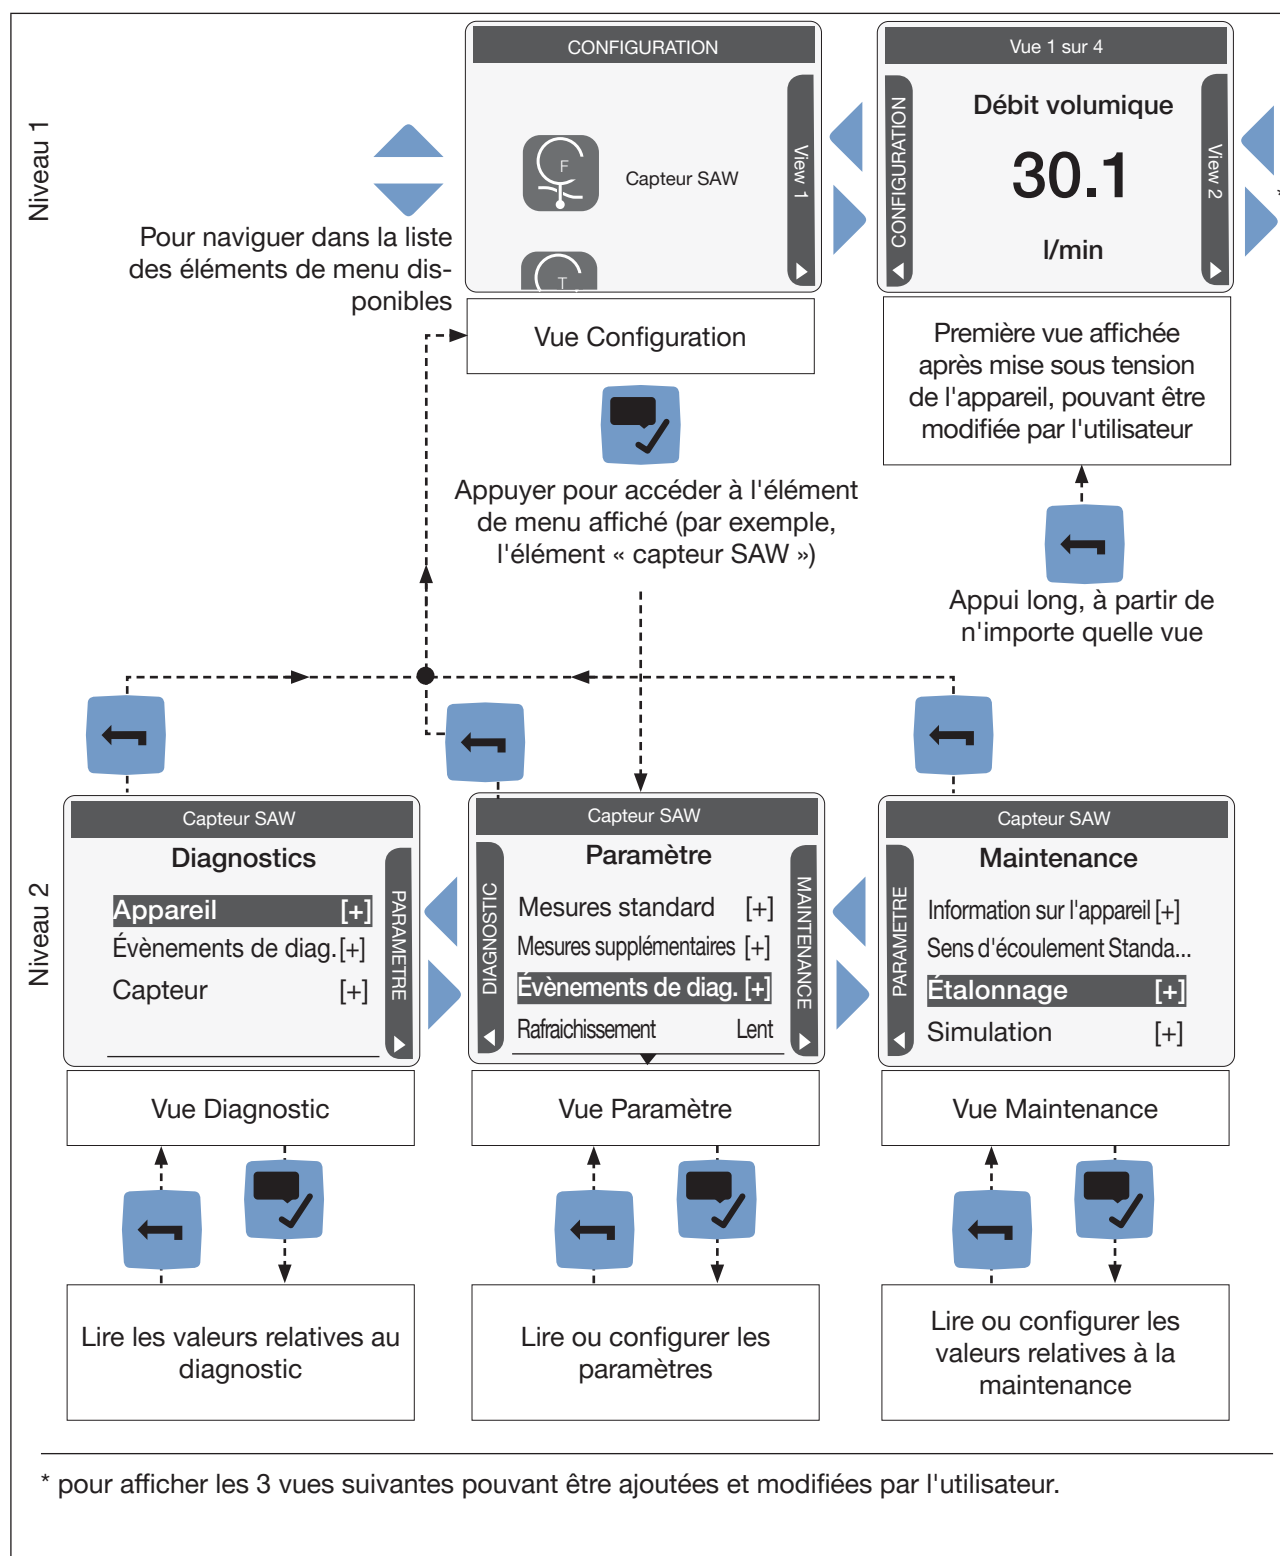 Niveau 1
CONFIGURATION
F
Capteur SAW
T
View 1
Vue 1 sur 4
CONFIGURATION
Débit volumique
30.1
l/min
View 2
*
Pour naviguer dans la liste
des éléments de menu dis-
ponibles
Vue Configuration
Première vue affichée
après mise sous tension
de l'appareil, pouvant être
modifiée par l'utilisateur
Appuyer pour accéder à l'élément
de menu affiché (par exemple,
l'élément « capteur SAW »)
Appui long, à partir de
n'importe quelle vue
Niveau 2
Capteur SAW
Diagnostics
Appareil [+]
Évènements de diag. [+]
Capteur [+]
PARAMETRE
Vue Diagnostic
Capteur SAW
DIAGNOSTIC
Paramètre
Mesures standard [+]
Mesures supplémentaires [+]
Évènements de diag. [+]
Rafraichissement Lent
MAINTENANCE
Vue Paramètre
Capteur SAW
PARAMETRE
Maintenance
Information sur l'appareil [+]
Sens d'écoulement Standa...
Étalonnage [+]
Simulation [+]
Vue Maintenance
Lire les valeurs relatives au
diagnostic
Lire ou configurer les
paramètres
Lire ou configurer les
valeurs relatives à la
maintenance
* pour afficher les 3 vues suivantes pouvant être ajoutées et modifiées par l'utilisateur.